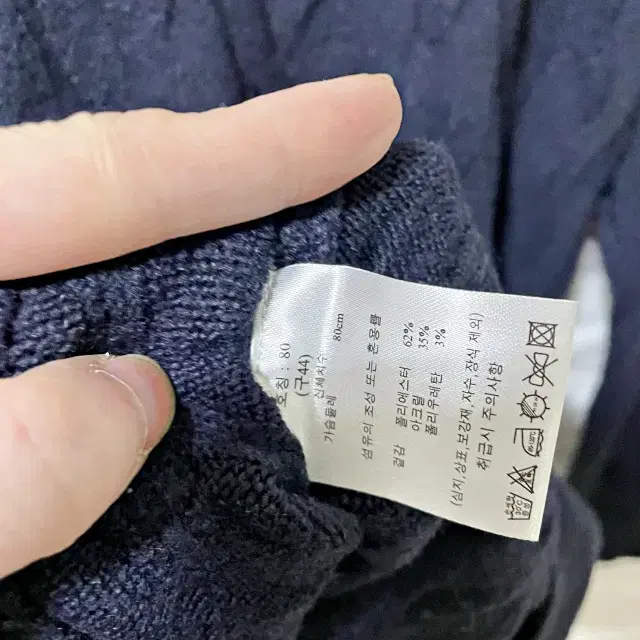 호칭 : 80
(구44)
신체치수
가슴둘레 80cm
섬유의 조성 또는 혼용률
겉감 폴리에스터 62%
아크릴 35%
폴리우레탄 3%
(심지,상표,보강재,자수,장식 제외)
취급시 주의사항